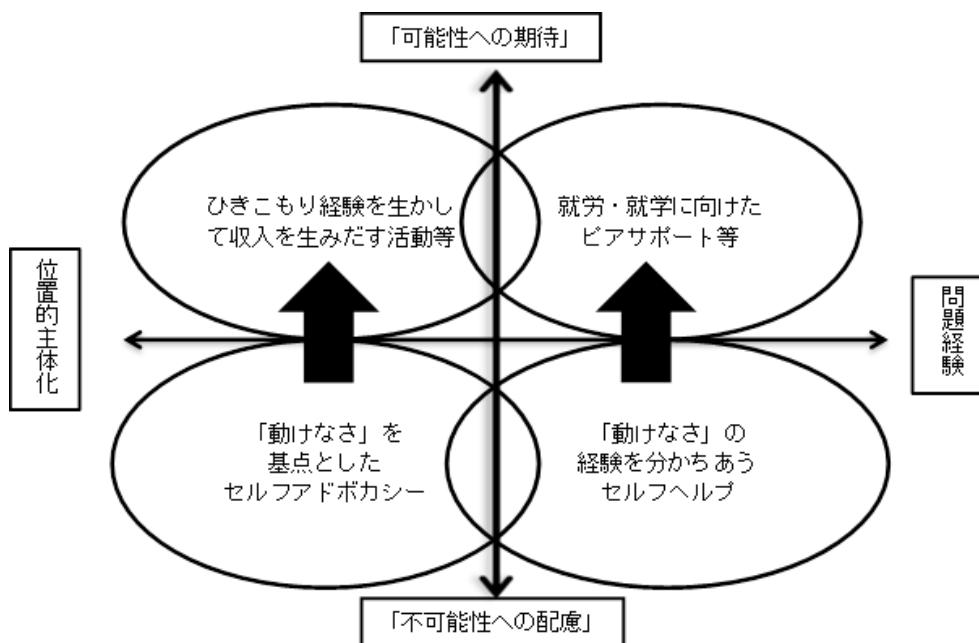 「可能性への期待」
ひきこもり経験を生かし
て収入を生みだす活動等
就労・就学に向けた
ピアサポート等
位置的主体化
問題経験
「動けなさ」を
基点とした
セルフアドボカシー
「動けなさ」の
経験を分かちあう
セルフヘルプ
「不可能性への配慮」